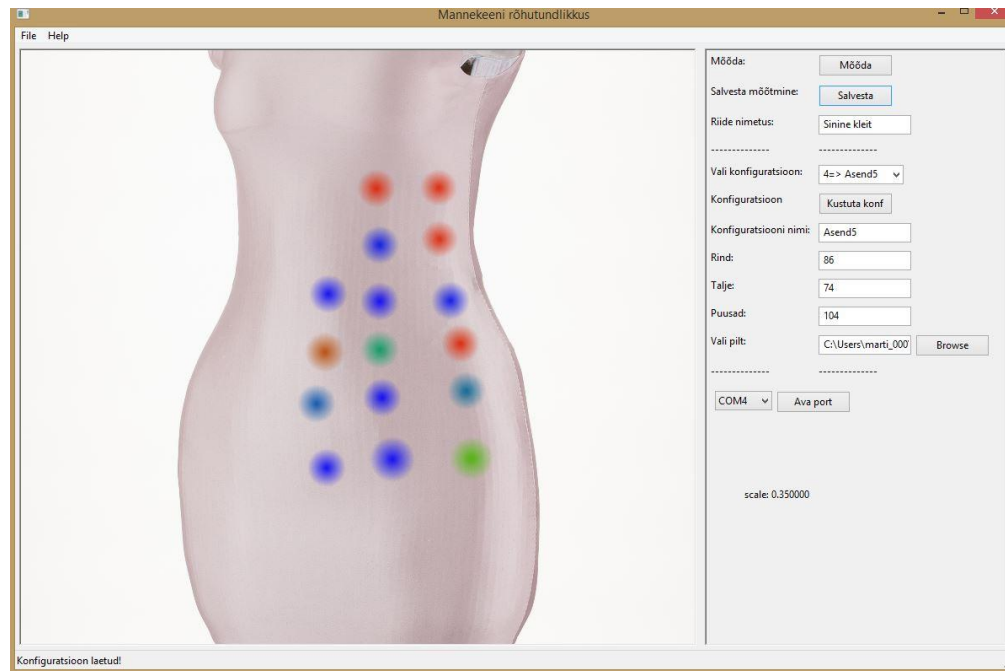 Mannekeeni rõhutundlikkus
File Help
Mõõda: Mõõda
Salvesta mõõtmine: Salvesta
Riide nimetus: Sinine kleit
-------------- --------------
Vali konfiguratsioon: 4=> Asend5
Konfiguratsioon Kustuta konf
Konfiguratsiooni nimi: Asend5
Rind: 86
Talje: 74
Puusad: 104
Vali pilt: C:\Users\marti_000\ Browse
-------------- --------------
COM4 Ava port
scale: 0.350000
Konfiguratsioon laetud!